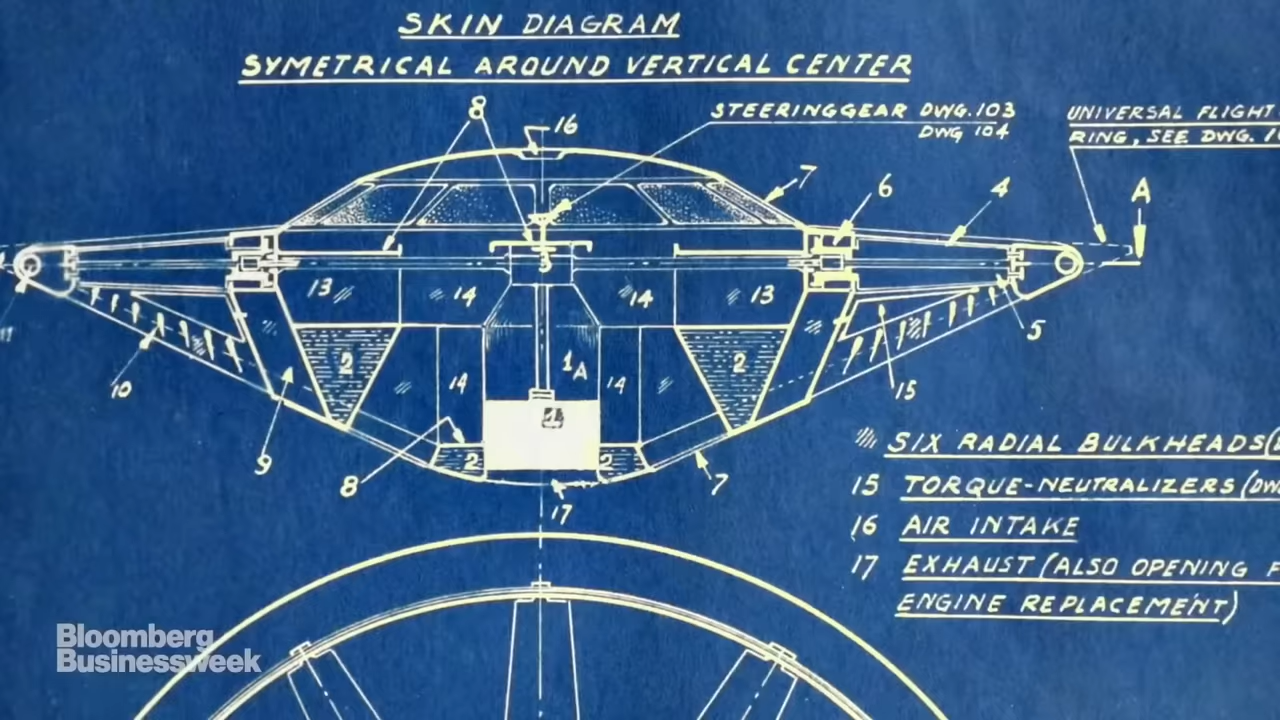 SKIN DIAGRAM
SYMETRICAL AROUND VERTICAL CENTER
8
16
STEERINGGEAR DWG. 103
DWG 104
UNIVERSAL FLIGHT
RING, SEE DWG.
7
6
4
A
3
13
14
14
13
5
10
2
1A
2
14
14
15
9
8
2
2
7
17
SIX RADIAL BULKHEADS
15 TORQUE-NEUTRALIZERS
16 AIR INTAKE
17 EXHAUST (ALSO OPENING
ENGINE REPLACEMENT)
Bloomberg
Businessweek